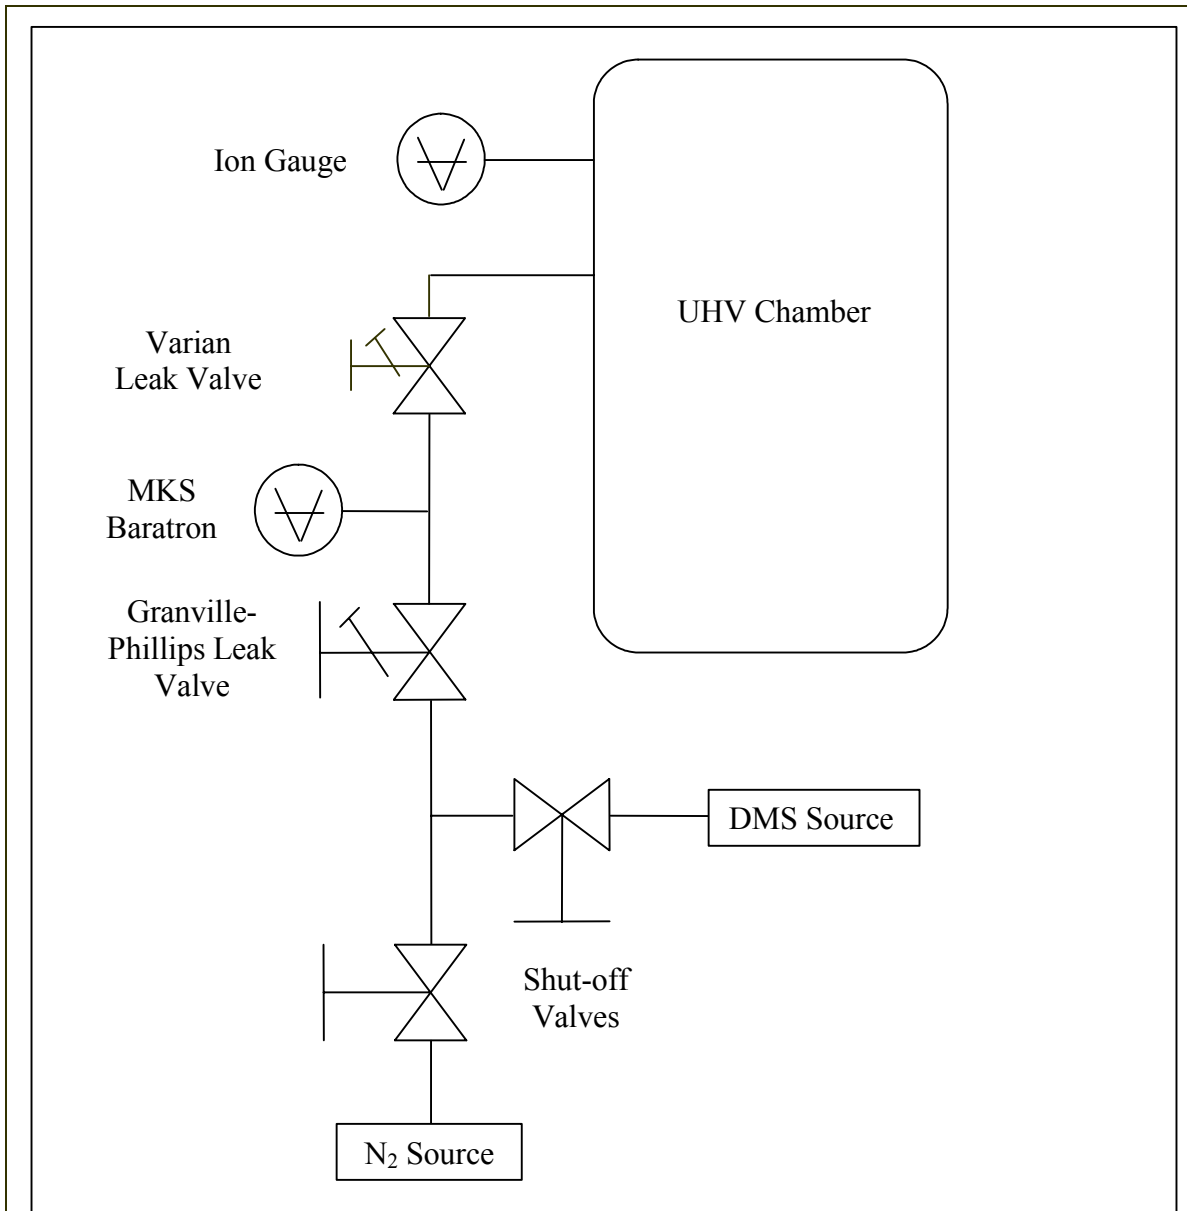 Ion Gauge
UHV Chamber
Varian
Leak Valve
MKS
Baratron
Granville-
Phillips Leak
Valve
DMS Source
Shut-off
Valves
N₂ Source